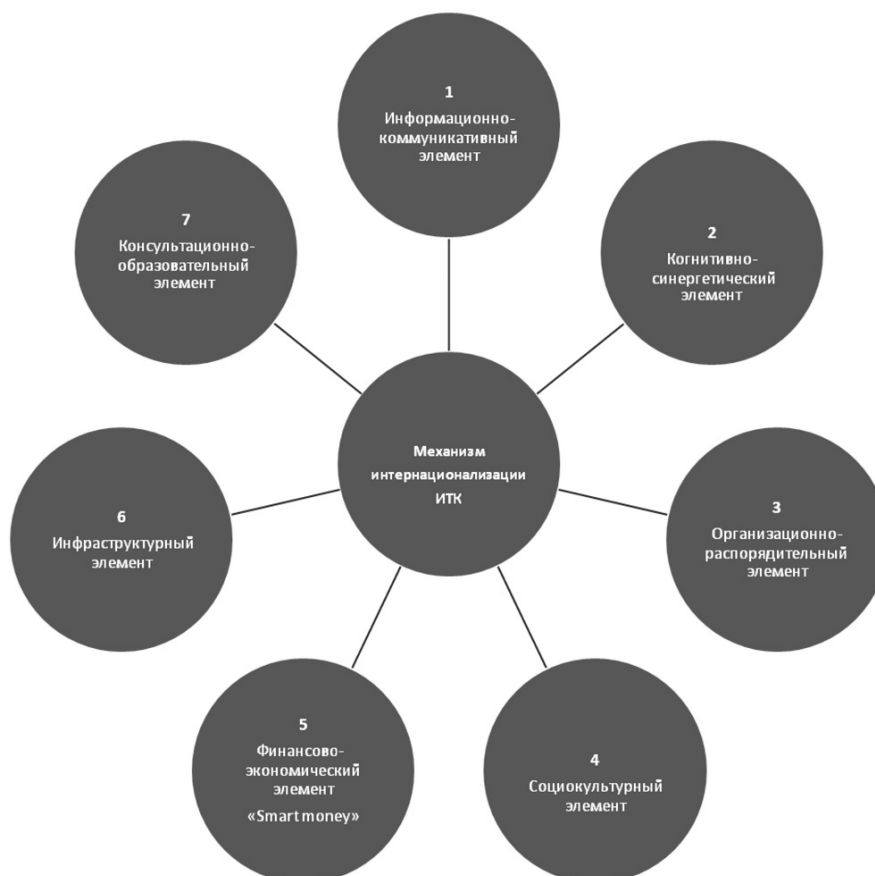 1
Информационно-
коммуникативный
элемент
2
Когнитивно-
синергетический
элемент
3
Организационно-
распорядительный
элемент
4
Социокультурный
элемент
5
Финансово-
экономический
элемент
«Smart money»
6
Инфраструктурный
элемент
7
Консультационно-
образовательный
элемент
Механизм
интернационализации
ИТК